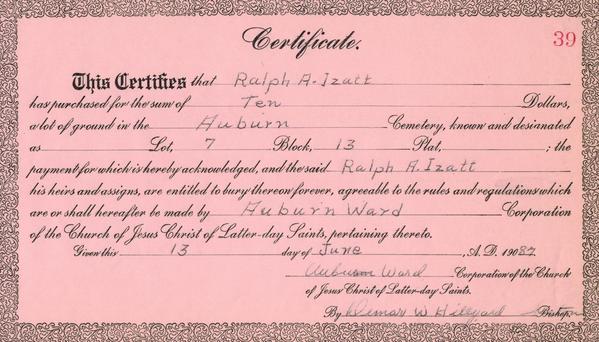 Certificate.
39
This Certifies that Ralph A. Izatt
has purchased for the sum of Ten Dollars,
a lot of ground in the Auburn Cemetery, known and desianated
as Lot, 7 Block, 13 Plat, ; the
payment for which is hereby acknowledged, and the said Ralph A. Izatt
his heirs and assigns, are entitled to bury thereon forever, agreeable to the rules and regulations which
are or shall hereafter be made by Auburn Ward Corporation
of the Church of Jesus Christ of Latter-day Saints, pertaining thereto.
Given this 13 day of June , A. D. 19082
Auburn Ward Corporation of the Church
of Jesus Christ of Latter-day Saints.
By W Hillyard Bishop.